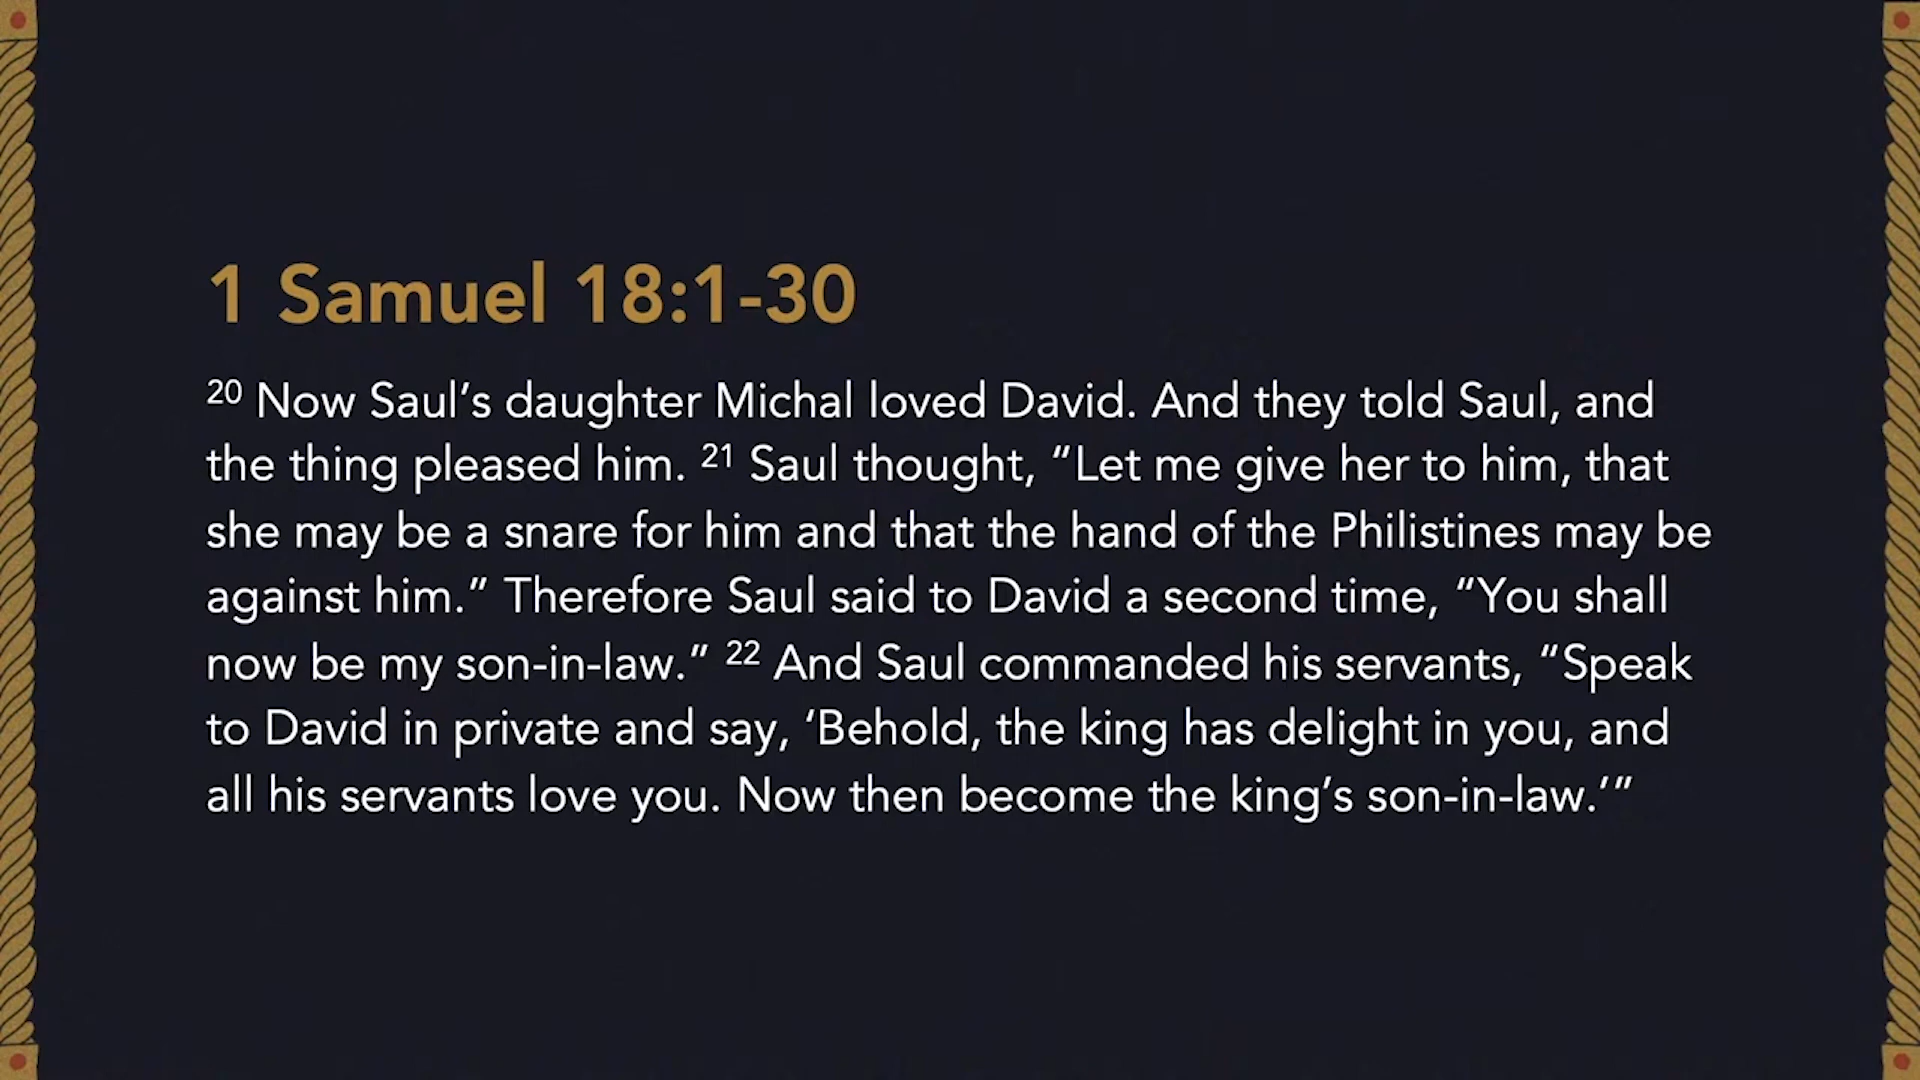 1 Samuel 18:1-30
20 Now Saul’s daughter Michal loved David. And they told Saul, and
the thing pleased him. 21 Saul thought, “Let me give her to him, that
she may be a snare for him and that the hand of the Philistines may be
against him.” Therefore Saul said to David a second time, “You shall
now be my son-in-law.” 22 And Saul commanded his servants, “Speak
to David in private and say, ‘Behold, the king has delight in you, and
all his servants love you. Now then become the king’s son-in-law.’”